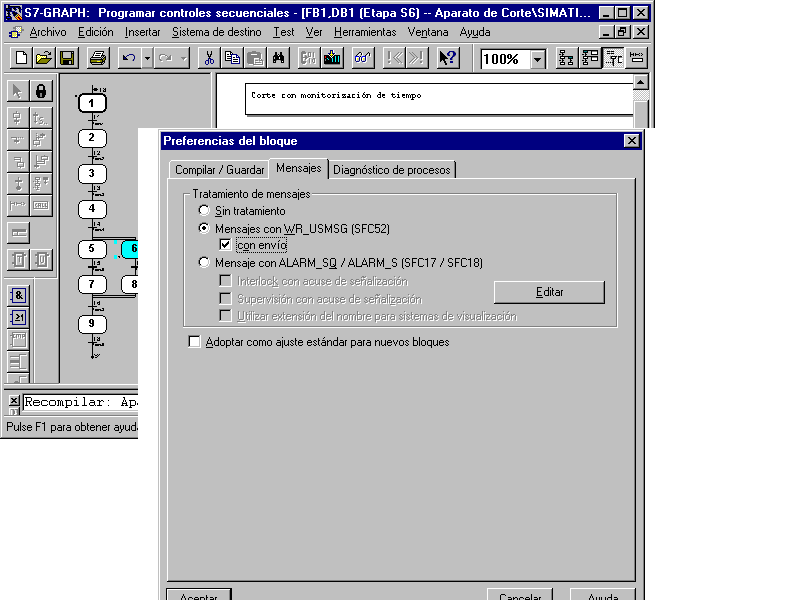 S7-GRAPH: Programar controles secuenciales - [FB1,DB1 (Etapa S6) -- Aparato de Corte\SIMATI...
Archivo Edición Insertar Sistema de destino Test Ver Herramientas Ventana Ayuda
100%
Corte con monitorización de tiempo
1
2
3
4
5 6
7 8
9
&
≥1
Recompilar: Apa
Pulse F1 para obtener ayuda
Preferencias del bloque
Compilar / Guardar Mensajes Diagnóstico de procesos
Tratamiento de mensajes
Sin tratamiento
Mensajes con WR_USMSG (SFC52)
con envío
Mensaje con ALARM_SQ / ALARM_S (SFC17 / SFC18)
Interlock con acuse de señalización
Supervisión con acuse de señalización
Utilizar extensión del nombre para sistemas de visualización
Editar
Adoptar como ajuste estándar para nuevos bloques
Aceptar Cancelar Ayuda